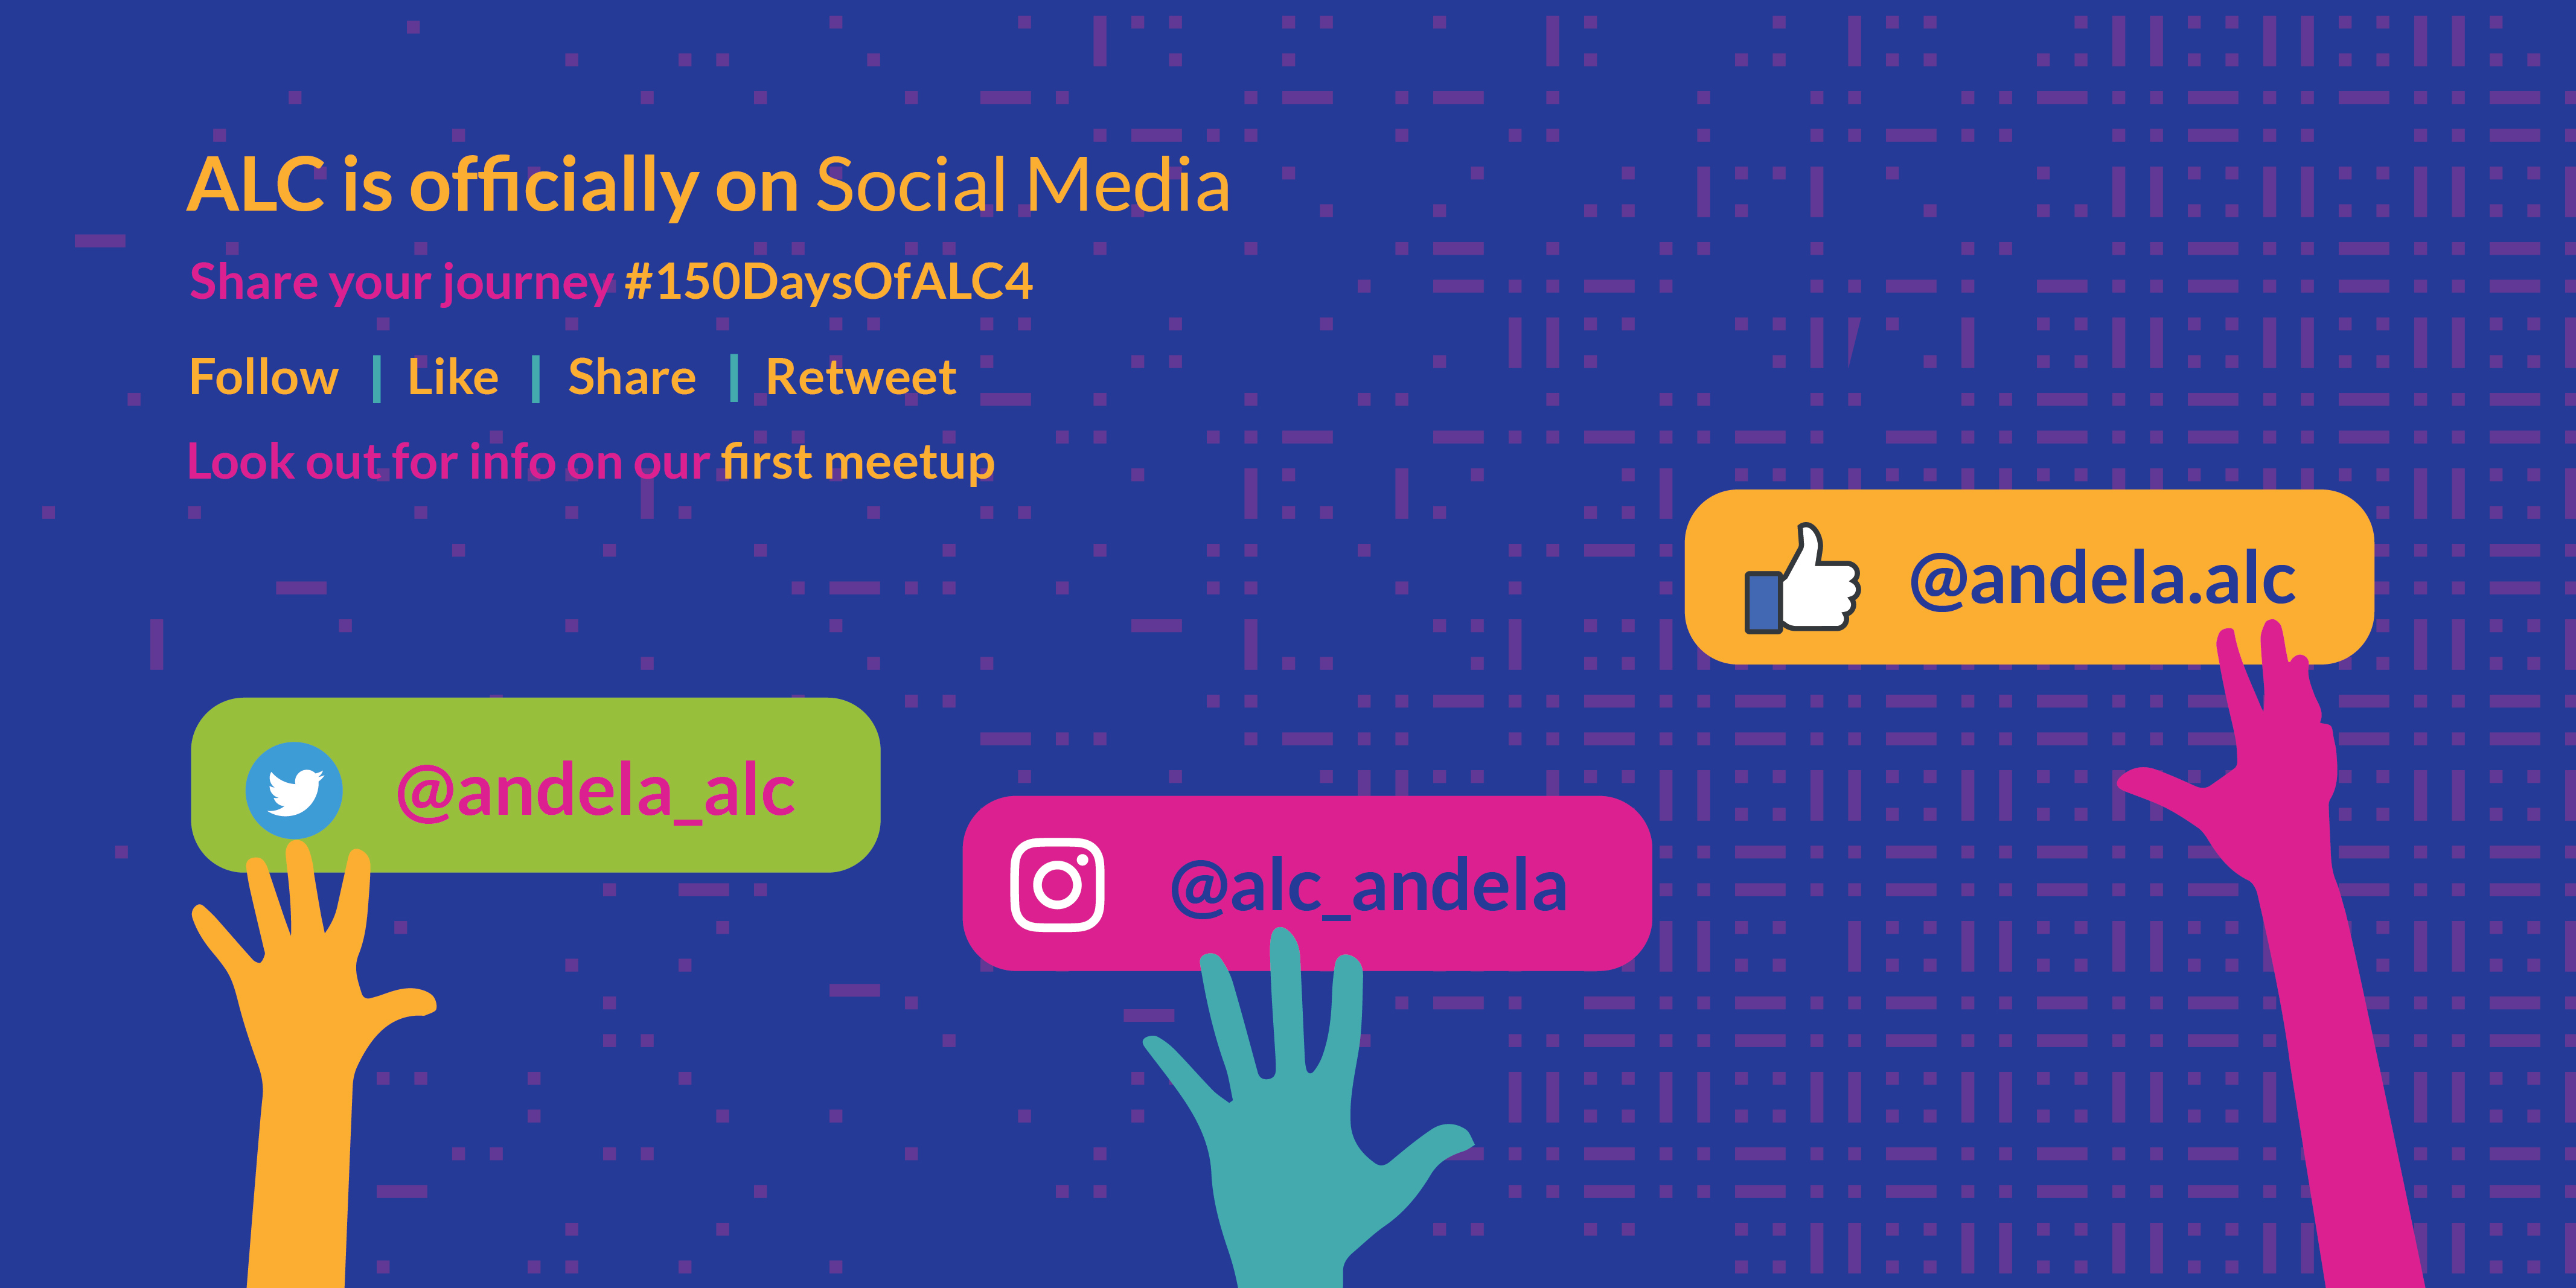 ALC is officially on Social Media
Share your journey #150DaysOfALC4
Follow | Like | Share | Retweet
Look out for info on our first meetup
@andela.alc
@andela_alc
@alc_andela